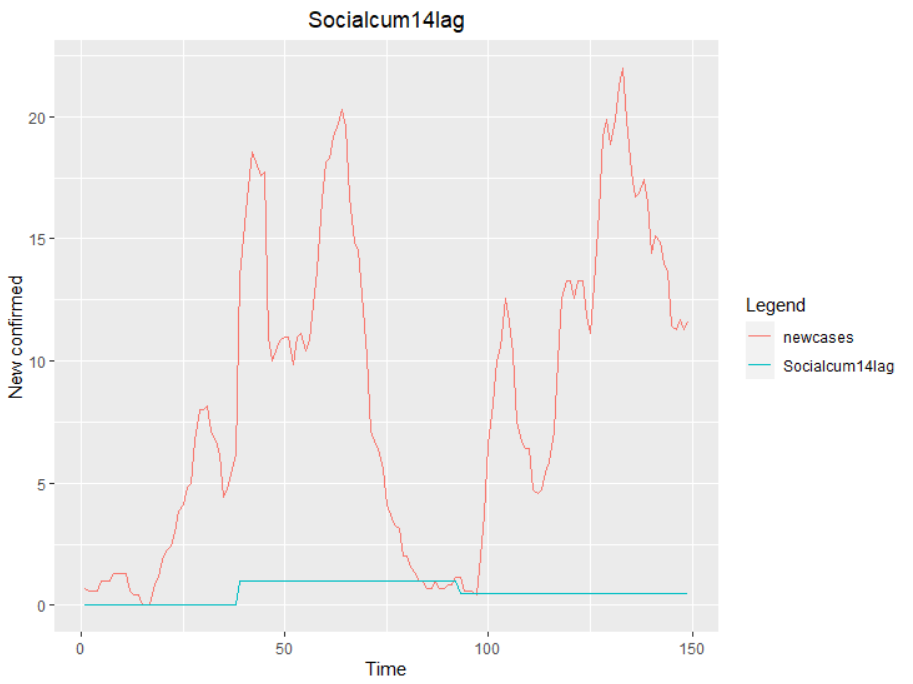 Socialcum14lag
20
15
10
5
0
New confirmed
0 50 100 150
Time
Legend
newcases
Socialcum14lag